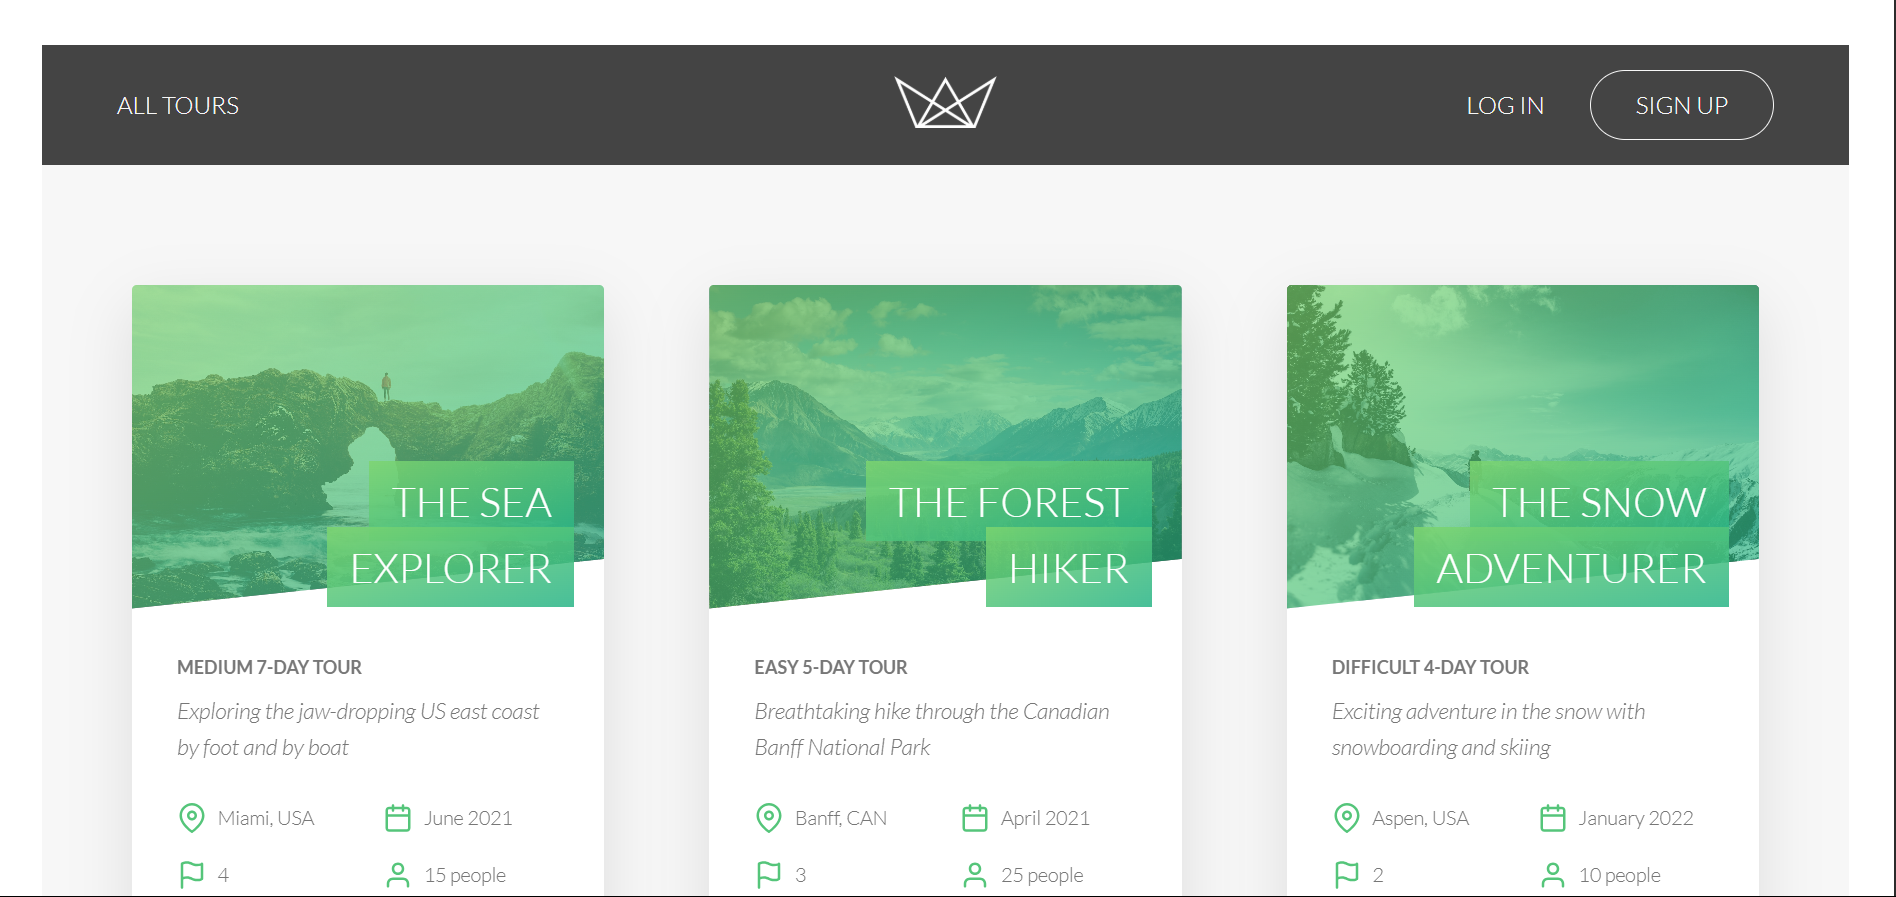 ALL TOURS
LOG IN
SIGN UP
THE SEA
EXPLORER
MEDIUM 7-DAY TOUR
Exploring the jaw-dropping US east coast
by foot and by boat
Miami, USA
June 2021
4
15 people
THE FOREST
HIKER
EASY 5-DAY TOUR
Breathtaking hike through the Canadian
Banff National Park
Banff, CAN
April 2021
3
25 people
THE SNOW
ADVENTURER
DIFFICULT 4-DAY TOUR
Exciting adventure in the snow with
snowboarding and skiing
Aspen, USA
January 2022
2
10 people